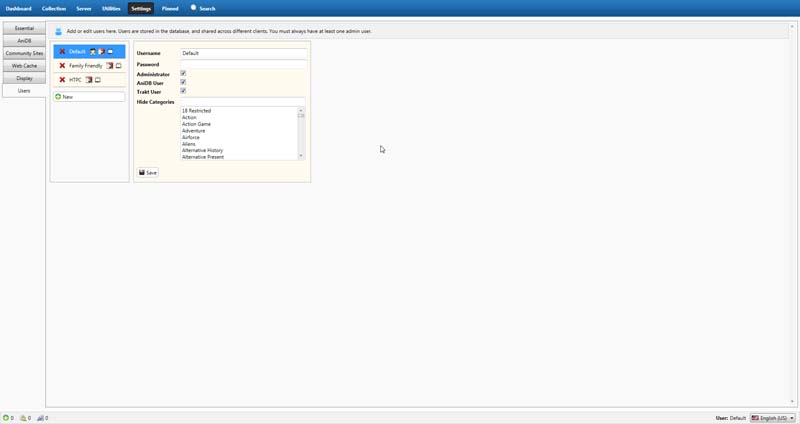 Dashboard Collection Server Utilities Settings Pinned Search
Essential
AniDB
Community Sites
Web Cache
Display
Users
Add or edit users here. Users are stored in the database, and shared across different clients. You must always have at least one admin user.
Default
Family Friendly
HTPC
New
Username Default
Password
Administrator
AniDB User
Trakt User
Hide Categories
18 Restricted
Action
Action Game
Adventure
Airforce
Aliens
Alternative History
Alternative Present
Save
0 0 0
User: Default English (US)